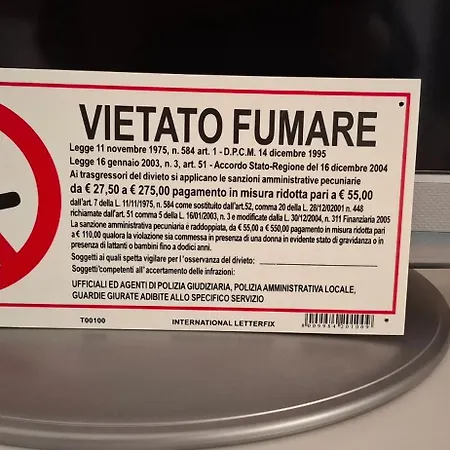 VIETATO FUMARE
Legge 11 novembre 1975, n. 584 art. 1 - D.P.C.M. 14 dicembre 1995
Legge 16 gennaio 2003, n. 3, art. 51 - Accordo Stato-Regione del 16 dicembre 2004
Ai trasgressori del divieto si applicano le sanzioni amministrative pecuniarie
da € 27,50 a € 275,00 pagamento in misura ridotta pari a € 55,00
dall'art. 7 della L. 11/11/1975, n. 584 come sostituito dall'art.52, comma 20 della L. 28/12/2001 n. 448
richiamate dall'art. 51 comma 5 della L. 16/01/2003, n. 3 e modificate dalla L. 30/12/2004, n. 311 Finanziaria 2005
La sanzione amministrativa pecuniaria è raddoppiata, da € 55,00 a € 550,00 pagamento in misura ridotta pari
a € 110,00 qualora la violazione sia commessa in presenza di una donna in evidente stato di gravidanza o in
presenza di lattanti o bambini fino a dodici anni.
Soggetti ai quali spetta vigilare per l'osservanza del divieto:
Soggetti competenti all'accertamento delle infrazioni:
UFFICIALI ED AGENTI DI POLIZIA GIUDIZIARIA, POLIZIA AMMINISTRATIVA LOCALE,
GUARDIE GIURATE ADIBITE ALLO SPECIFICO SERVIZIO
T00100 INTERNATIONAL LETTERFIX